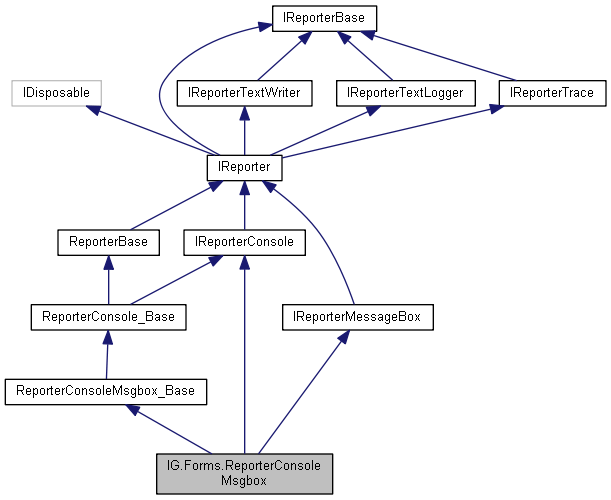 IReporterBase
IDisposable
IReporterTextWriter
IReporterTextLogger
IReporterTrace
IReporter
ReporterBase
IReporterConsole
ReporterConsole_Base
IReporterMessageBox
ReporterConsoleMsgbox_Base
IG.Forms.ReporterConsole
Msgbox